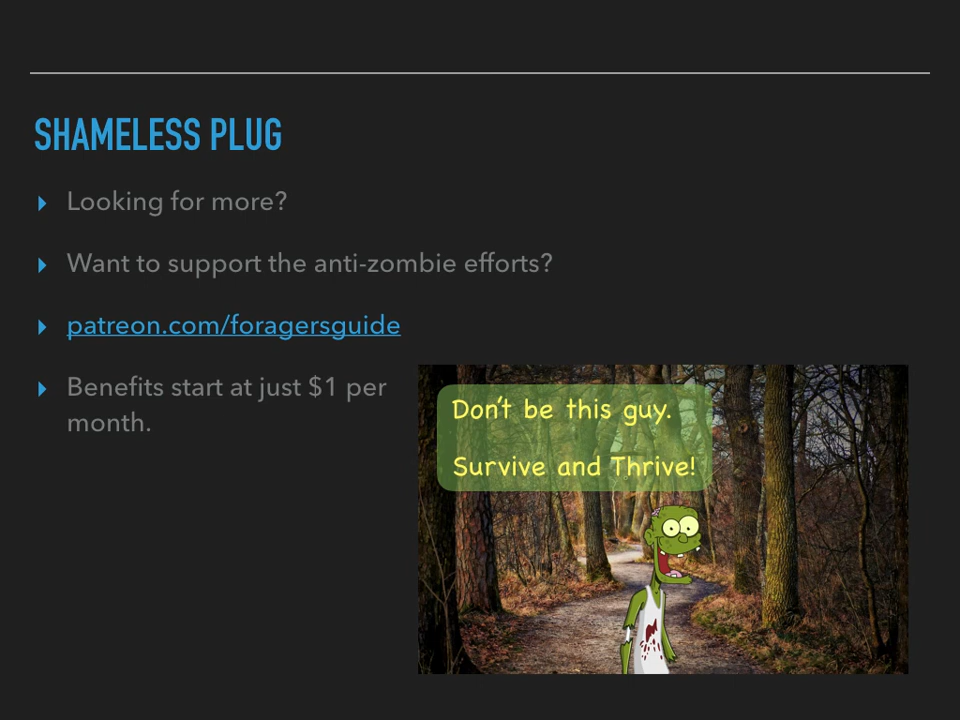 SHAMELESS PLUG
Looking for more?
Want to support the anti-zombie efforts?
patreon.com/foragersguide
Benefits start at just $1 per
month.
Don't be this guy.
Survive and Thrive!